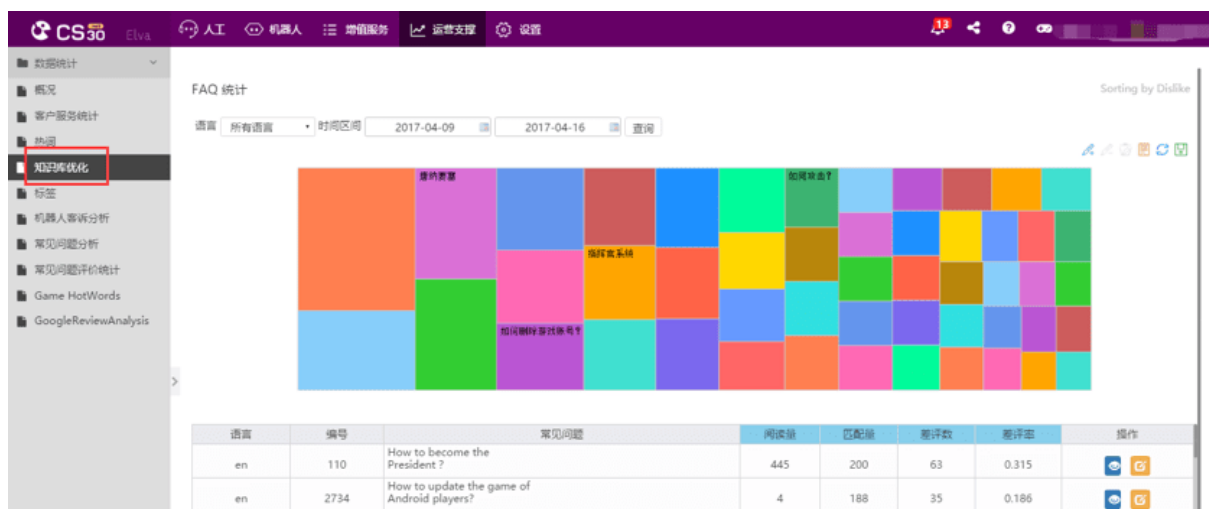 CS30 Elva 人工 机器人 增值服务 运营支撑 设置 13
数据统计
概况
客户服务统计
热词
知识库优化
标签
机器人客诉分析
常见问题分析
常见问题评价统计
Game HotWords
GoogleReviewAnalysis
FAQ 统计 Sorting by Dislike
语言 所有语言 时间区间 2017-04-09 2017-04-16 查询
如何攻击？
指挥官系统
如何删除游戏账号？
语言 编号 常见问题 阅读量 匹配量 差评数 差评率 操作
How to become the
en 110 President ? 445 200 63 0.315
How to update the game of
en 2734 Android players? 4 188 35 0.186